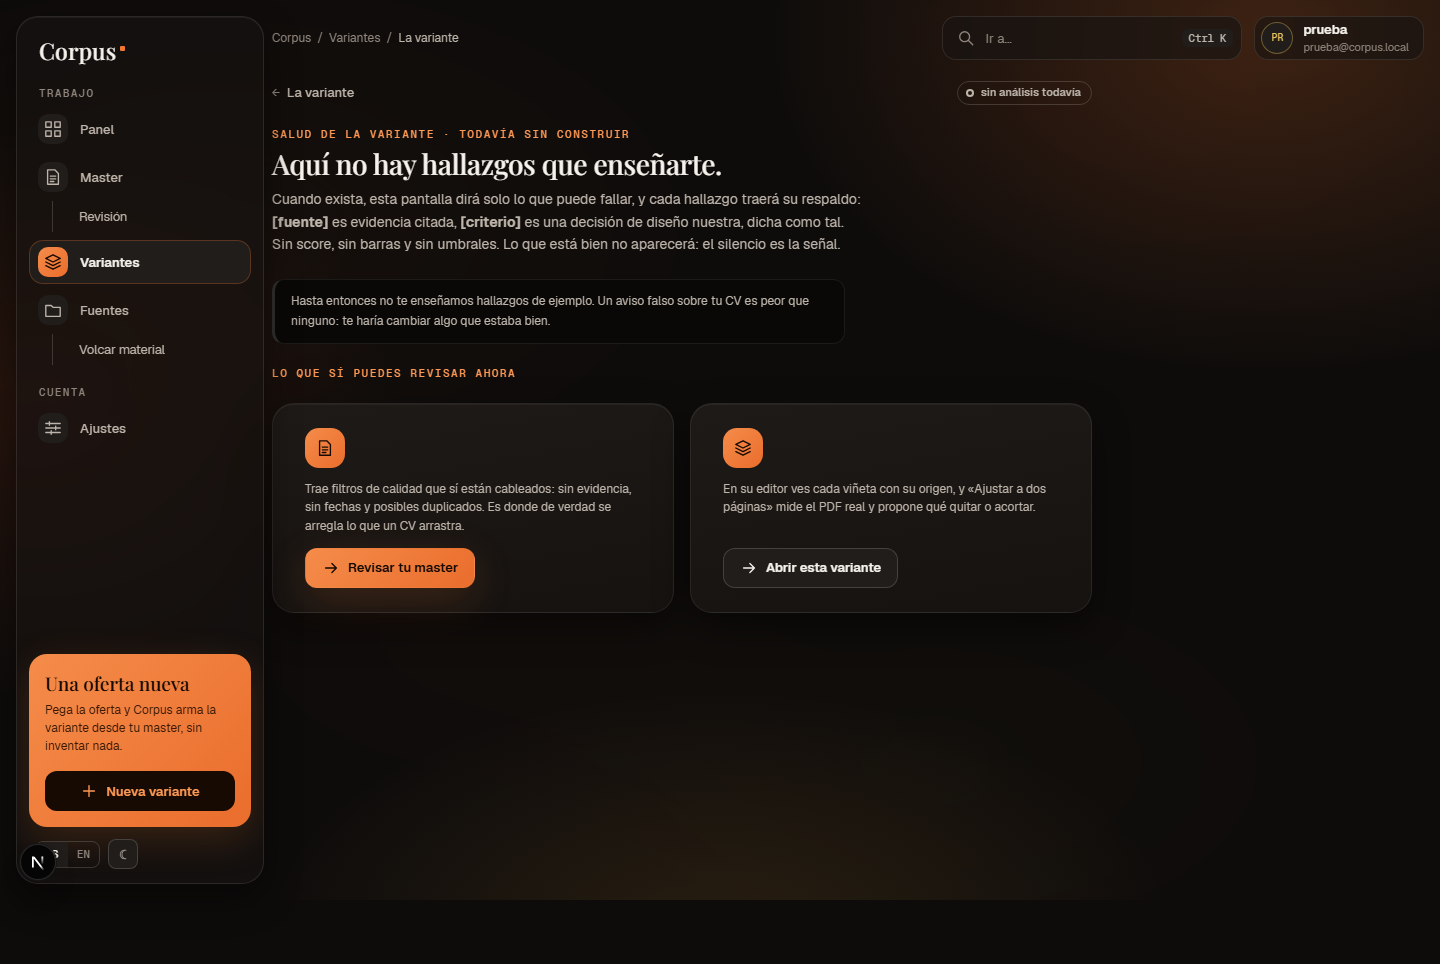 Corpus
TRABAJO
Panel
Master
Revisión
Variantes
Fuentes
Volcar material
CUENTA
Ajustes
Una oferta nueva
Pega la oferta y Corpus arma la
variante desde tu master, sin
inventar nada.
Nueva variante
EN
Corpus / Variantes / La variante
Ir a…
Ctrl K
PR
prueba
prueba@corpus.local
← La variante
sin análisis todavía
SALUD DE LA VARIANTE · TODAVÍA SIN CONSTRUIR
Aquí no hay hallazgos que enseñarte.
Cuando exista, esta pantalla dirá solo lo que puede fallar, y cada hallazgo traerá su respaldo:
[fuente] es evidencia citada, [criterio] es una decisión de diseño nuestra, dicha como tal.
Sin score, sin barras y sin umbrales. Lo que está bien no aparecerá: el silencio es la señal.
Hasta entonces no te enseñamos hallazgos de ejemplo. Un aviso falso sobre tu CV es peor que
ninguno: te haría cambiar algo que estaba bien.
LO QUE SÍ PUEDES REVISAR AHORA
Trae filtros de calidad que sí están cableados: sin evidencia,
sin fechas y posibles duplicados. Es donde de verdad se
arregla lo que un CV arrastra.
Revisar tu master
En su editor ves cada viñeta con su origen, y «Ajustar a dos
páginas» mide el PDF real y propone qué quitar o acortar.
Abrir esta variante